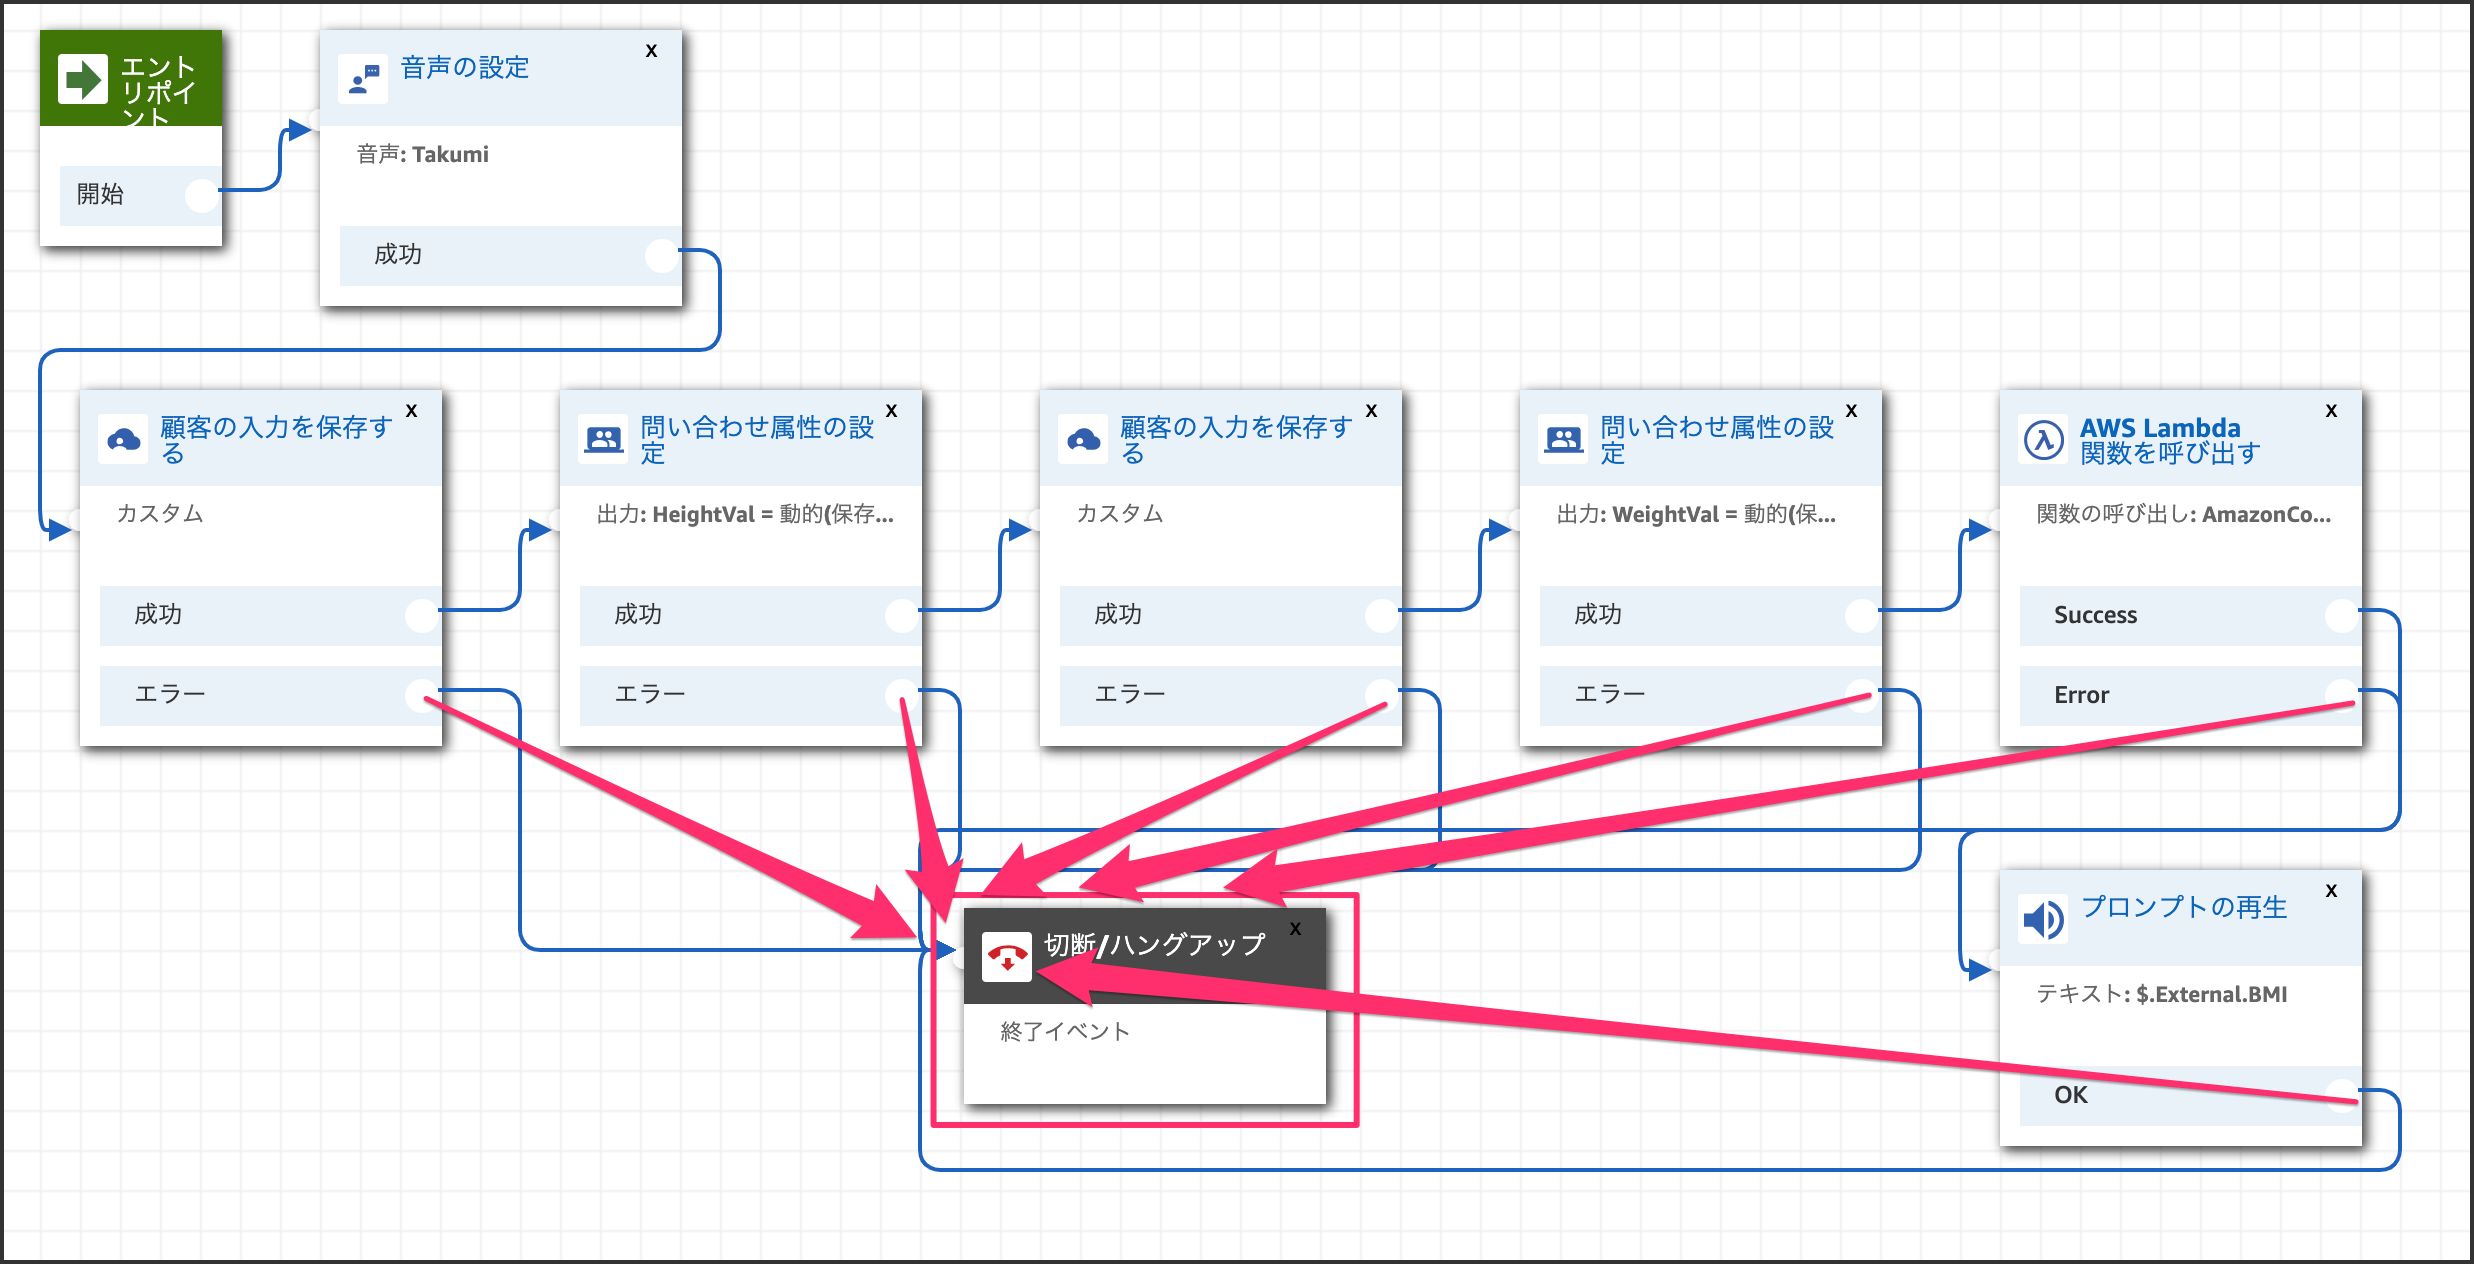 エント
リポイ
ント
開始
音声の設定
x
音声: Takumi
成功
顧客の入力を保存す
る
x
カスタム
成功
エラー
問い合わせ属性の設
定
x
出力: HeightVal = 動的(保存...
成功
エラー
顧客の入力を保存す
る
x
カスタム
成功
エラー
問い合わせ属性の設
定
x
出力: WeightVal = 動的(保...
成功
エラー
AWS Lambda
関数を呼び出す
x
関数の呼び出し: AmazonCo...
Success
Error
切断/ハングアップ
x
終了イベント
プロンプトの再生
x
テキスト: $.External.BMI
OK